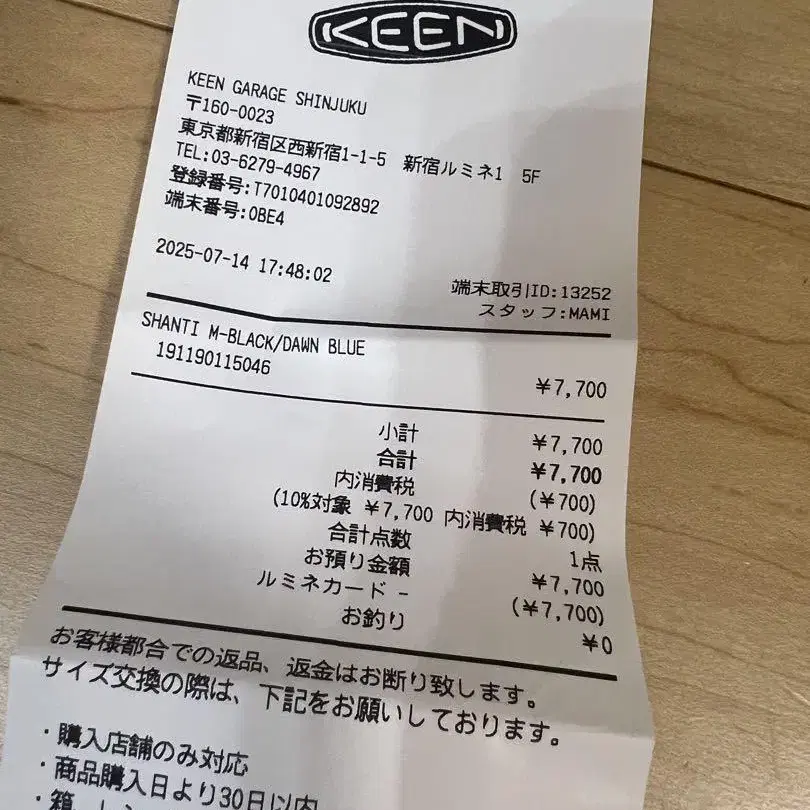 KEEN
KEEN GARAGE SHINJUKU
〒160-0023
東京都新宿区西新宿1-1-5 新宿ルミネ1 5F
TEL:03-6279-4967
登録番号:T7010401092892
端末番号:0BE4
2025-07-14 17:48:02
端末取引ID:13252
スタッフ:MAMI
SHANTI M-BLACK/DAWN BLUE
191190115046
¥7,700
小計 ¥7,700
合計 ¥7,700
内消費税 (¥700)
(10%対象 ¥7,700 内消費税 ¥700)
合計点数 1点
お預り金額 ¥7,700
ルミネカード - (¥7,700)
お釣り ¥0
お客様都合での返品、返金はお断り致します。
サイズ交換の際は、下記をお願いしております。
・購入店舗のみ対応
・商品購入日より30日以内
・箱、